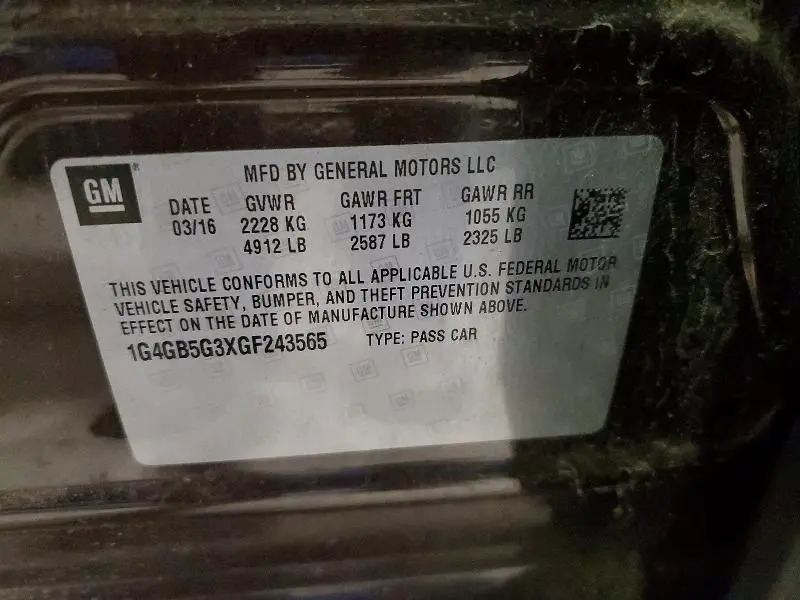 GM
MFD BY GENERAL MOTORS LLC
DATE GVWR GAWR FRT GAWR RR
03/16 2228 KG 1173 KG 1055 KG
4912 LB 2587 LB 2325 LB
THIS VEHICLE CONFORMS TO ALL APPLICABLE U.S. FEDERAL MOTOR
VEHICLE SAFETY, BUMPER, AND THEFT PREVENTION STANDARDS IN
EFFECT ON THE DATE OF MANUFACTURE SHOWN ABOVE.
1G4GB5G3XGF243565 TYPE: PASS CAR